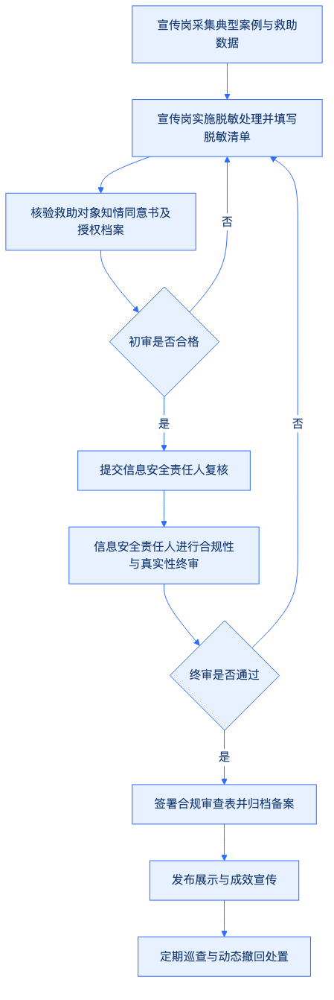 宣传岗采集典型案例与救助
数据
宣传岗实施脱敏处理并填写
脱敏清单
核验救助对象知情同意书及
授权档案
否
初审是否合格
是
否
提交信息安全责任人复核
信息安全责任人进行合规性
与真实性终审
终审是否通过
是
签署合规审查表并归档备案
发布展示与成效宣传
定期巡查与动态撤回处置